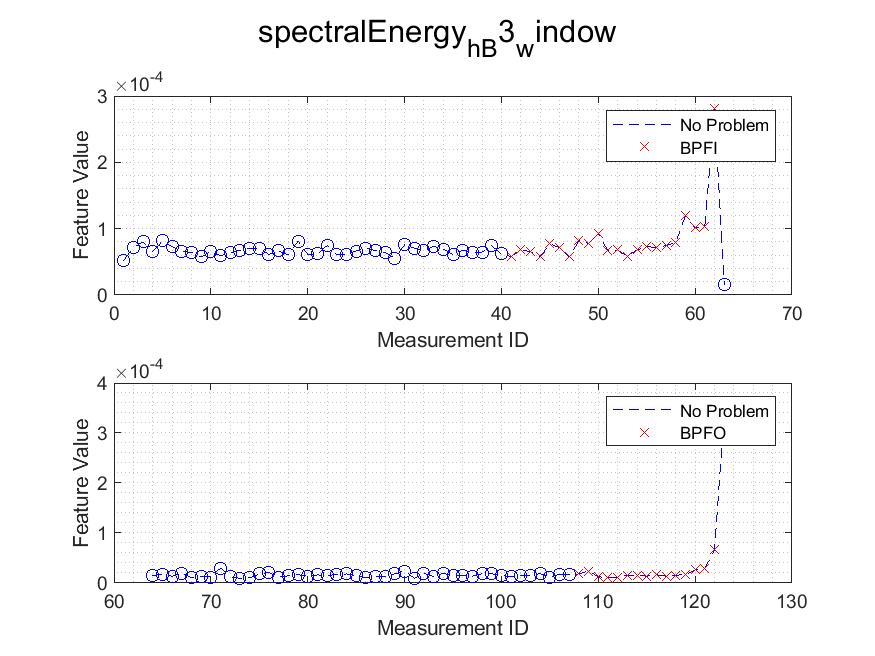 spectralEnergy_hB3_window
×10^-4
3
2
1
0
Feature Value
No Problem
BPFI
0 10 20 30 40 50 60 70
Measurement ID
×10^-4
4
3
2
1
0
Feature Value
No Problem
BPFO
60 70 80 90 100 110 120 130
Measurement ID